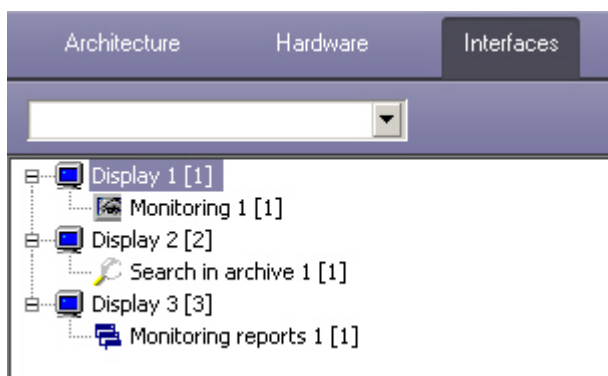 Architecture Hardware Interfaces
Display 1 [1]
Monitoring 1 [1]
Display 2 [2]
Search in archive 1 [1]
Display 3 [3]
Monitoring reports 1 [1]